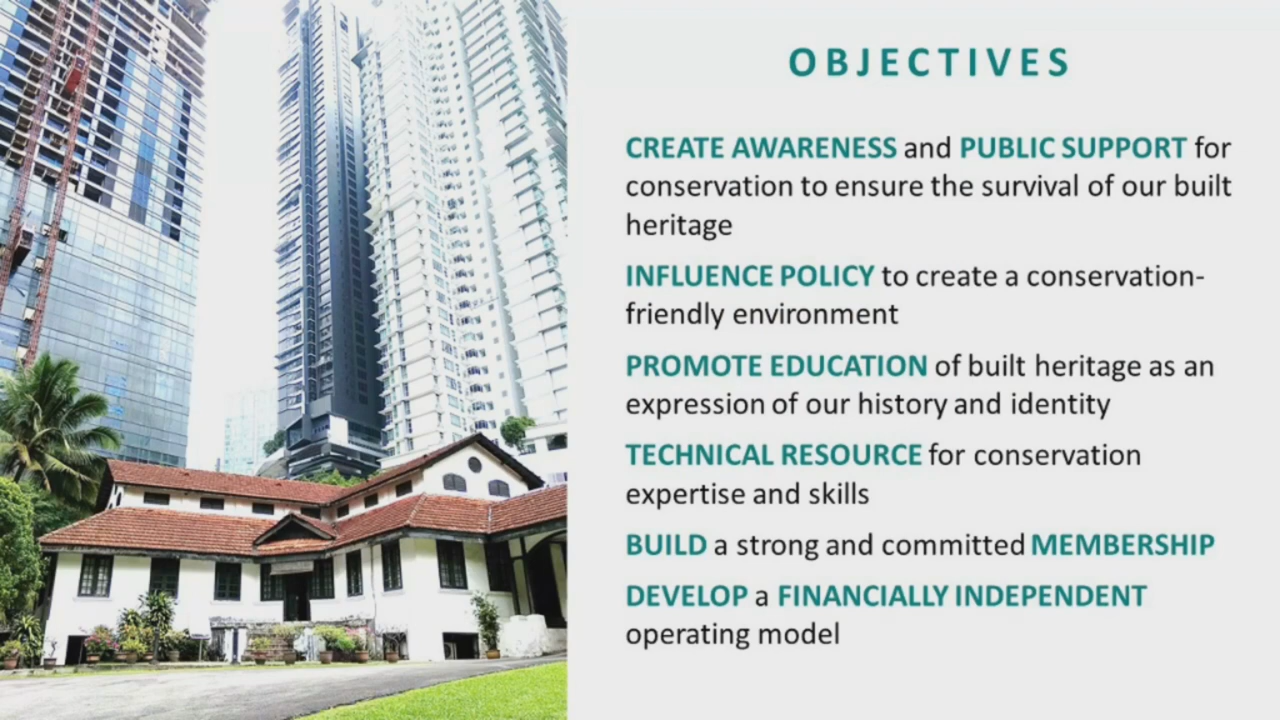 OBJECTIVES
CREATE AWARENESS and PUBLIC SUPPORT for
conservation to ensure the survival of our built
heritage
INFLUENCE POLICY to create a conservation-
friendly environment
PROMOTE EDUCATION of built heritage as an
expression of our history and identity
TECHNICAL RESOURCE for conservation
expertise and skills
BUILD a strong and committed MEMBERSHIP
DEVELOP a FINANCIALLY INDEPENDENT
operating model